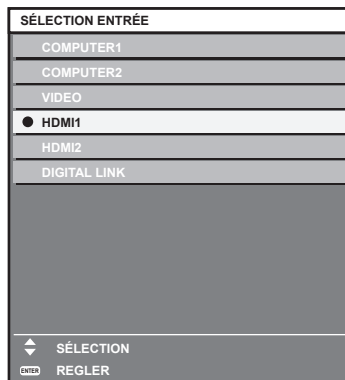 SÉLECTION ENTRÉE
COMPUTER1
COMPUTER2
VIDEO
HDMI1
HDMI2
DIGITAL LINK
SÉLECTION
ENTER REGLER